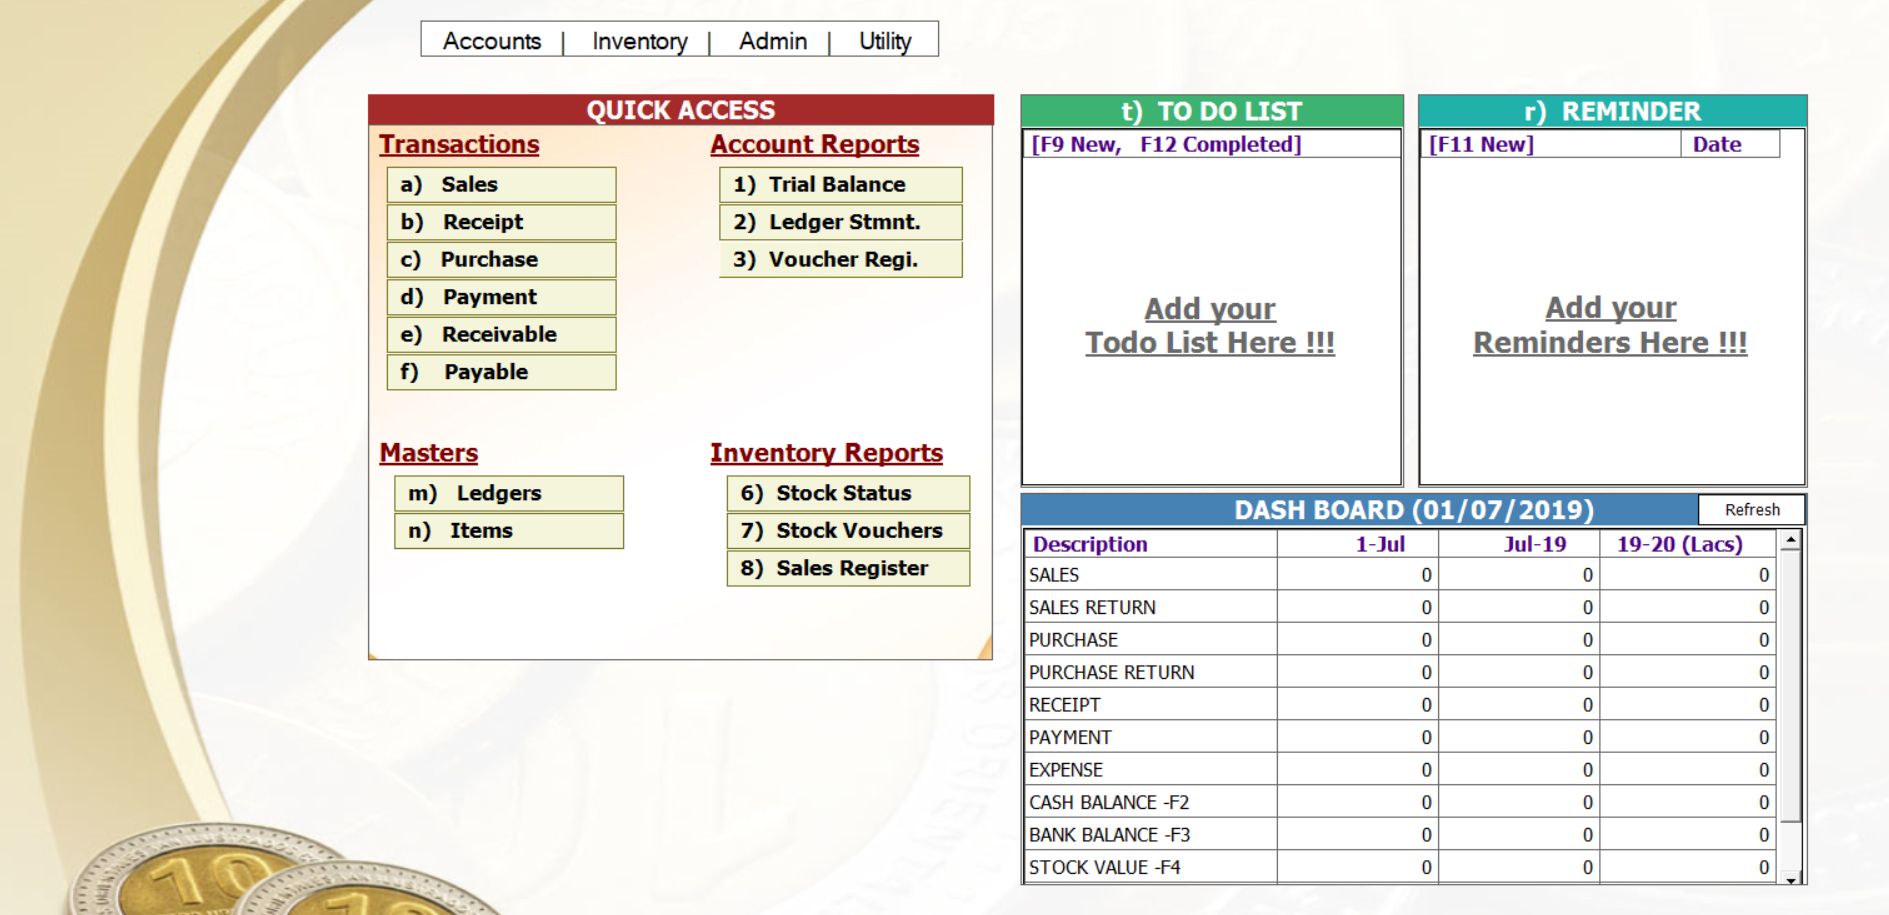 Accounts | Inventory | Admin | Utility
QUICK ACCESS
Transactions
a) Sales
b) Receipt
c) Purchase
d) Payment
e) Receivable
f) Payable
Account Reports
1) Trial Balance
2) Ledger Stmnt.
3) Voucher Regi.
Masters
m) Ledgers
n) Items
Inventory Reports
6) Stock Status
7) Stock Vouchers
8) Sales Register
t) TO DO LIST
[F9 New, F12 Completed]
Add your
Todo List Here !!!
r) REMINDER
[F11 New] Date
Add your
Reminders Here !!!
DASH BOARD (01/07/2019) Refresh
Description 1-Jul Jul-19 19-20 (Lacs)
SALES 0 0 0
SALES RETURN 0 0 0
PURCHASE 0 0 0
PURCHASE RETURN 0 0 0
RECEIPT 0 0 0
PAYMENT 0 0 0
EXPENSE 0 0 0
CASH BALANCE -F2 0 0 0
BANK BALANCE -F3 0 0 0
STOCK VALUE -F4 0 0 0
10